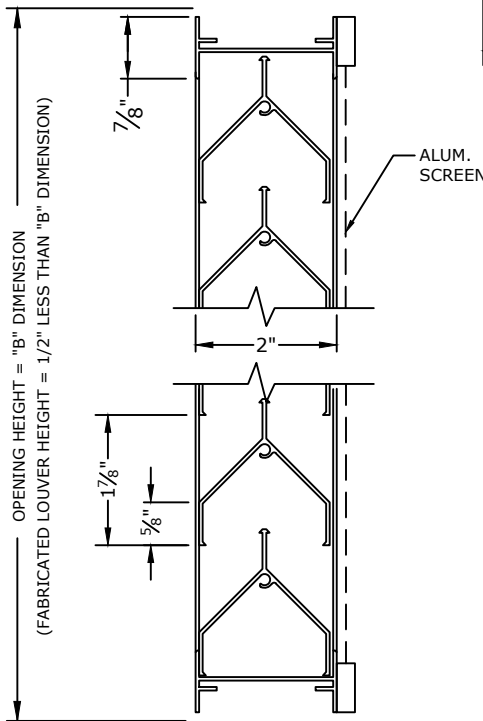 OPENING HEIGHT = "B" DIMENSION
(FABRICATED LOUVER HEIGHT = 1/2" LESS THAN "B" DIMENSION)
7/8"
ALUM.
SCREEN
2"
1 7/8"
5/8"